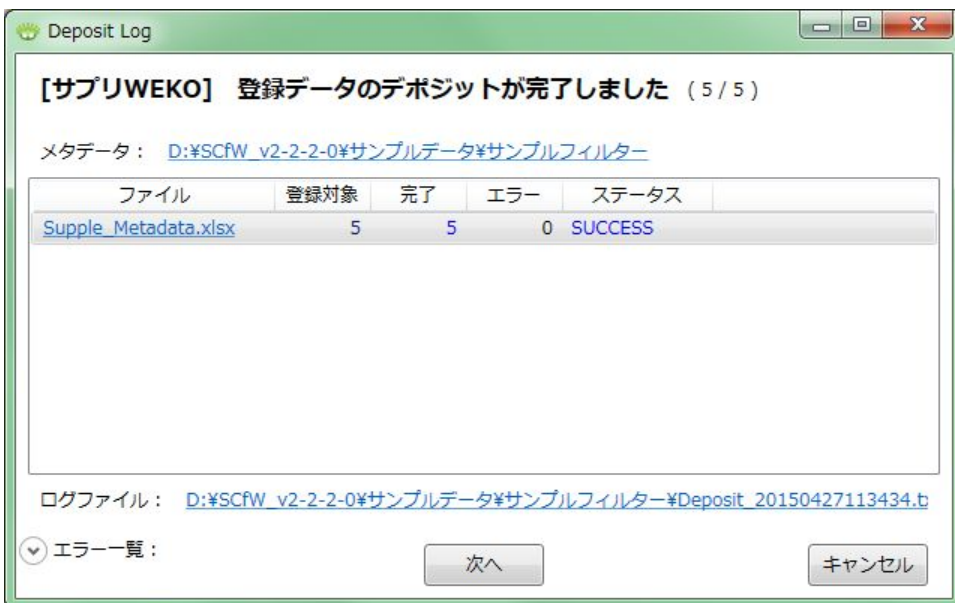 Deposit Log
[サプリWEKO] 登録データのデポジットが完了しました (5/5)
メタデータ： D:¥SCfW_v2-2-2-0¥サンプルデータ¥サンプルフィルター
ファイル 登録対象 完了 エラー ステータス
Supple_Metadata.xlsx 5 5 0 SUCCESS
ログファイル： D:¥SCfW_v2-2-2-0¥サンプルデータ¥サンプルフィルター¥Deposit_20150427113434.t
エラー一覧：
次へ
キャンセル